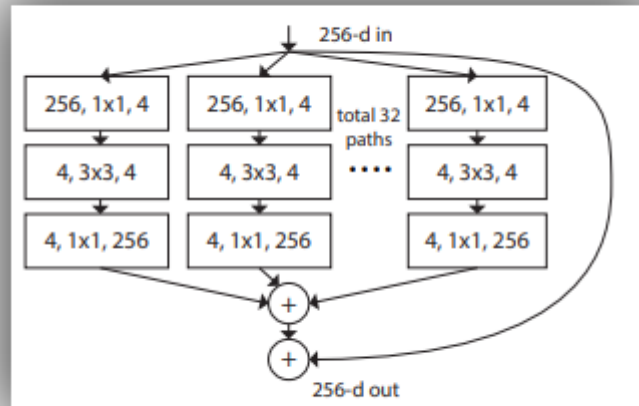 256-d in
256, 1x1, 4
256, 1x1, 4
total 32
paths
....
256, 1x1, 4
4, 3x3, 4
4, 3x3, 4
4, 3x3, 4
4, 1x1, 256
4, 1x1, 256
4, 1x1, 256
+
+
256-d out